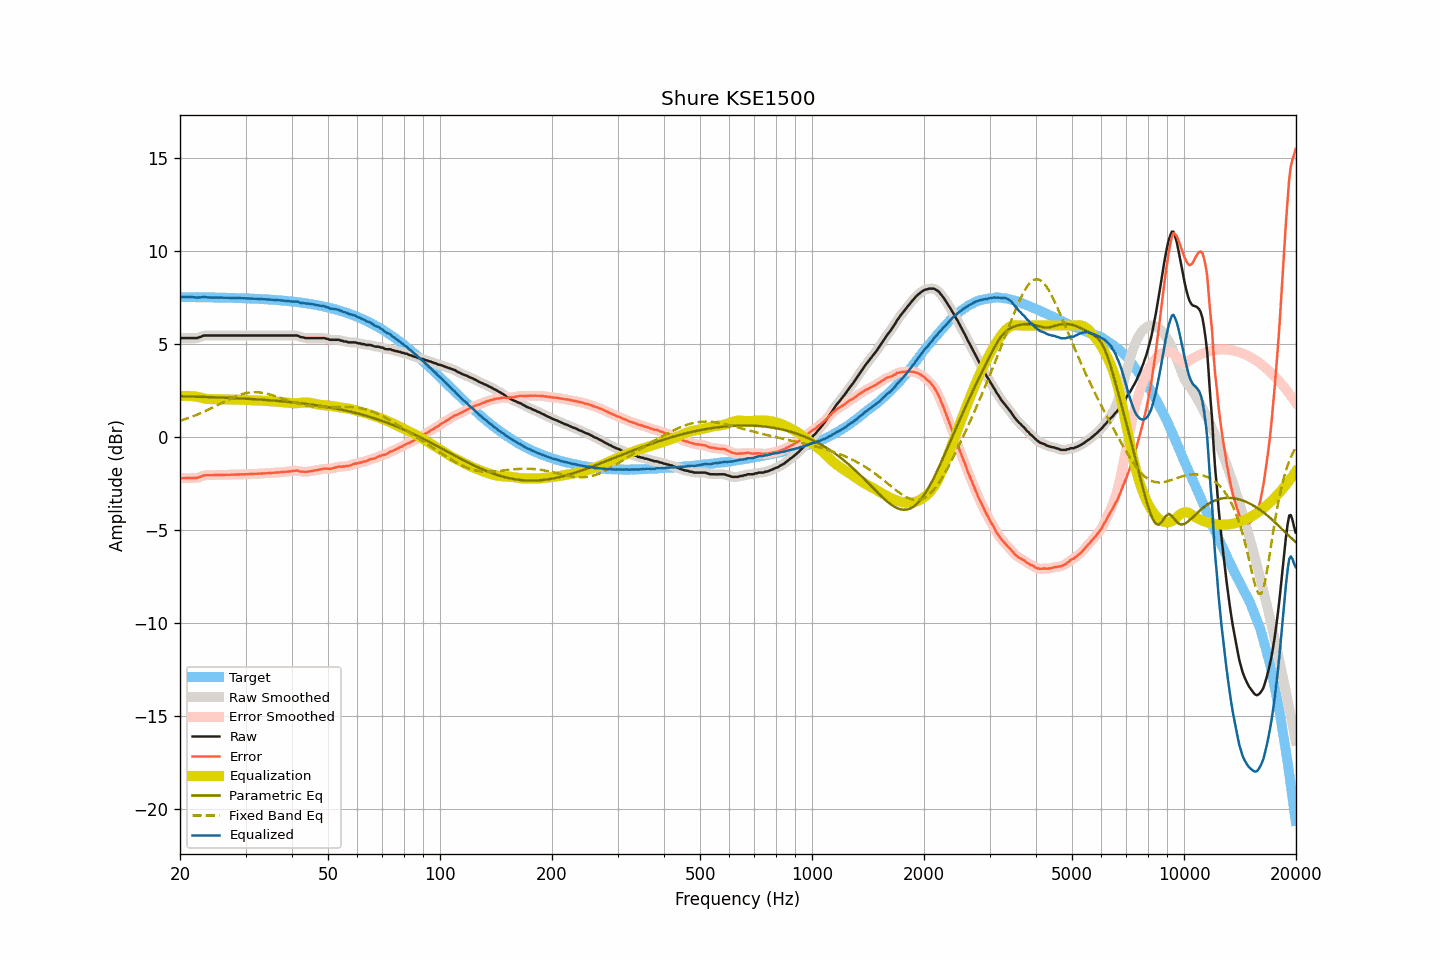 Shure KSE1500
15
10
5
0
−5
−10
−15
−20
Amplitude (dBr)
Target
Raw Smoothed
Error Smoothed
Raw
Error
Equalization
Parametric Eq
Fixed Band Eq
Equalized
20 50 100 200 500 1000 2000 5000 10000 20000
Frequency (Hz)